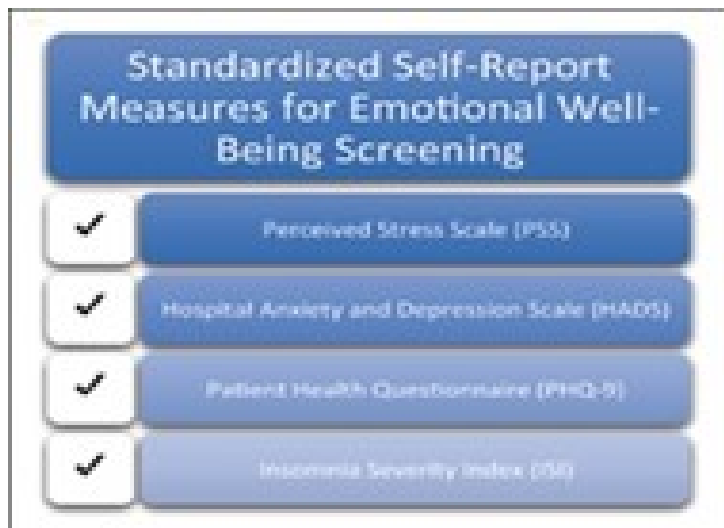 Standardized Self-Report
Measures for Emotional Well-
Being Screening
Perceived Stress Scale (PSS)
Hospital Anxiety and Depression Scale (HADS)
Patient Health Questionnaire (PHQ-9)
Insomnia Severity Index (ISI)